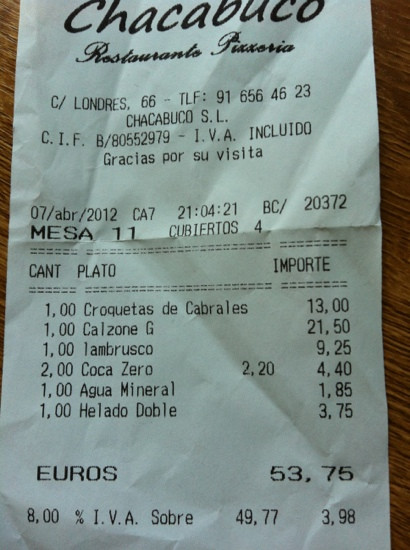 Chacabuco
Restaurante Pizzeria
C/ LONDRES, 66 - TLF: 91 656 46 23
CHACABUCO S.L.
C.I.F. B/80552979 - I.V.A. INCLUIDO
Gracias por su visita
07/abr/2012 CA7 21:04:21 BC/ 20372
MESA 11 CUBIERTOS 4
CANT PLATO IMPORTE
1,00 Croquetas de Cabrales 13,00
1,00 Calzone G 21,50
1,00 lambrusco 9,25
2,00 Coca Zero 2,20 4,40
1,00 Agua Mineral 1,85
1,00 Helado Doble 3,75
EUROS 53,75
8,00 % I.V.A. Sobre 49,77 3,98